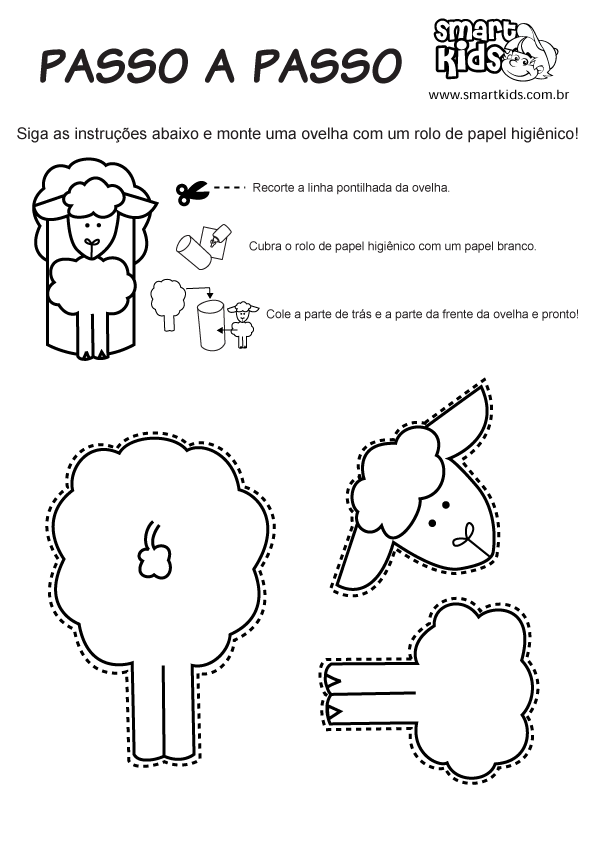 PASSO A PASSO
smart
kids
www.smartkids.com.br
Siga as instruções abaixo e monte uma ovelha com um rolo de papel higiênico!
Recorte a linha pontilhada da ovelha.
Cubra o rolo de papel higiênico com um papel branco.
Cole a parte de trás e a parte da frente da ovelha e pronto!